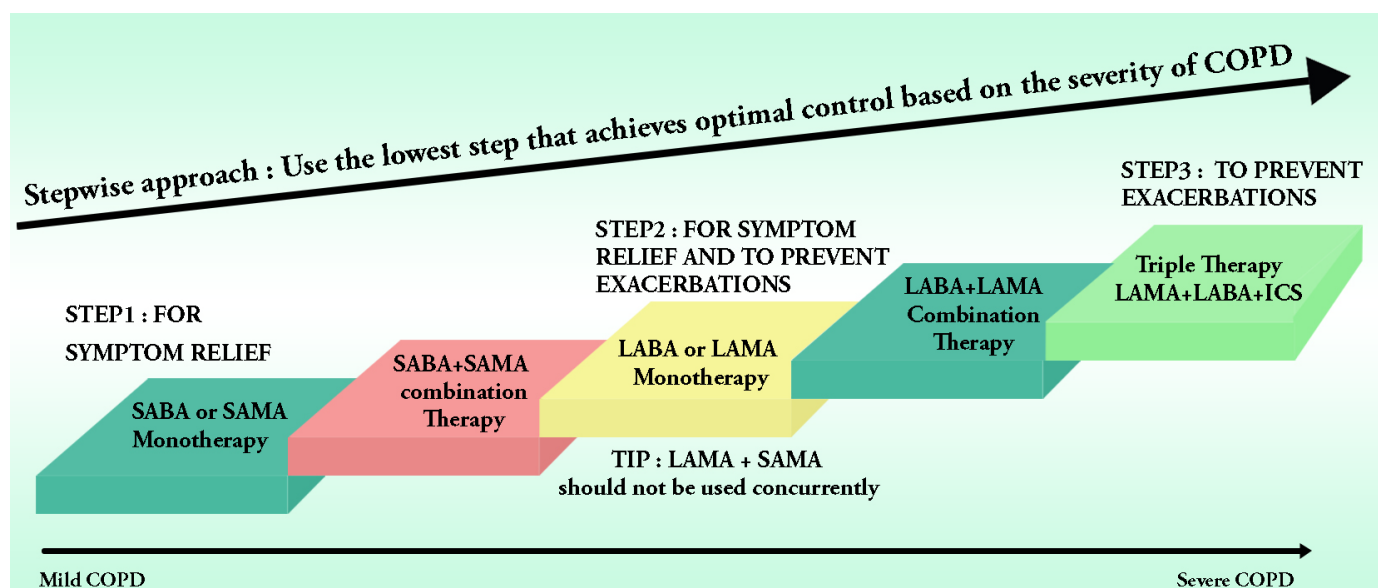 Stepwise approach : Use the lowest step that achieves optimal control based on the severity of COPD
STEP1 : FOR
SYMPTOM RELIEF
SABA or SAMA
Monotherapy
SABA+SAMA
combination
Therapy
STEP2 : FOR SYMPTOM
RELIEF AND TO PREVENT
EXACERBATIONS
LABA or LAMA
Monotherapy
TIP : LAMA + SAMA
should not be used concurrently
LABA+LAMA
Combination
Therapy
STEP3 : TO PREVENT
EXACERBATIONS
Triple Therapy
LAMA+LABA+ICS
Mild COPD
Severe COPD